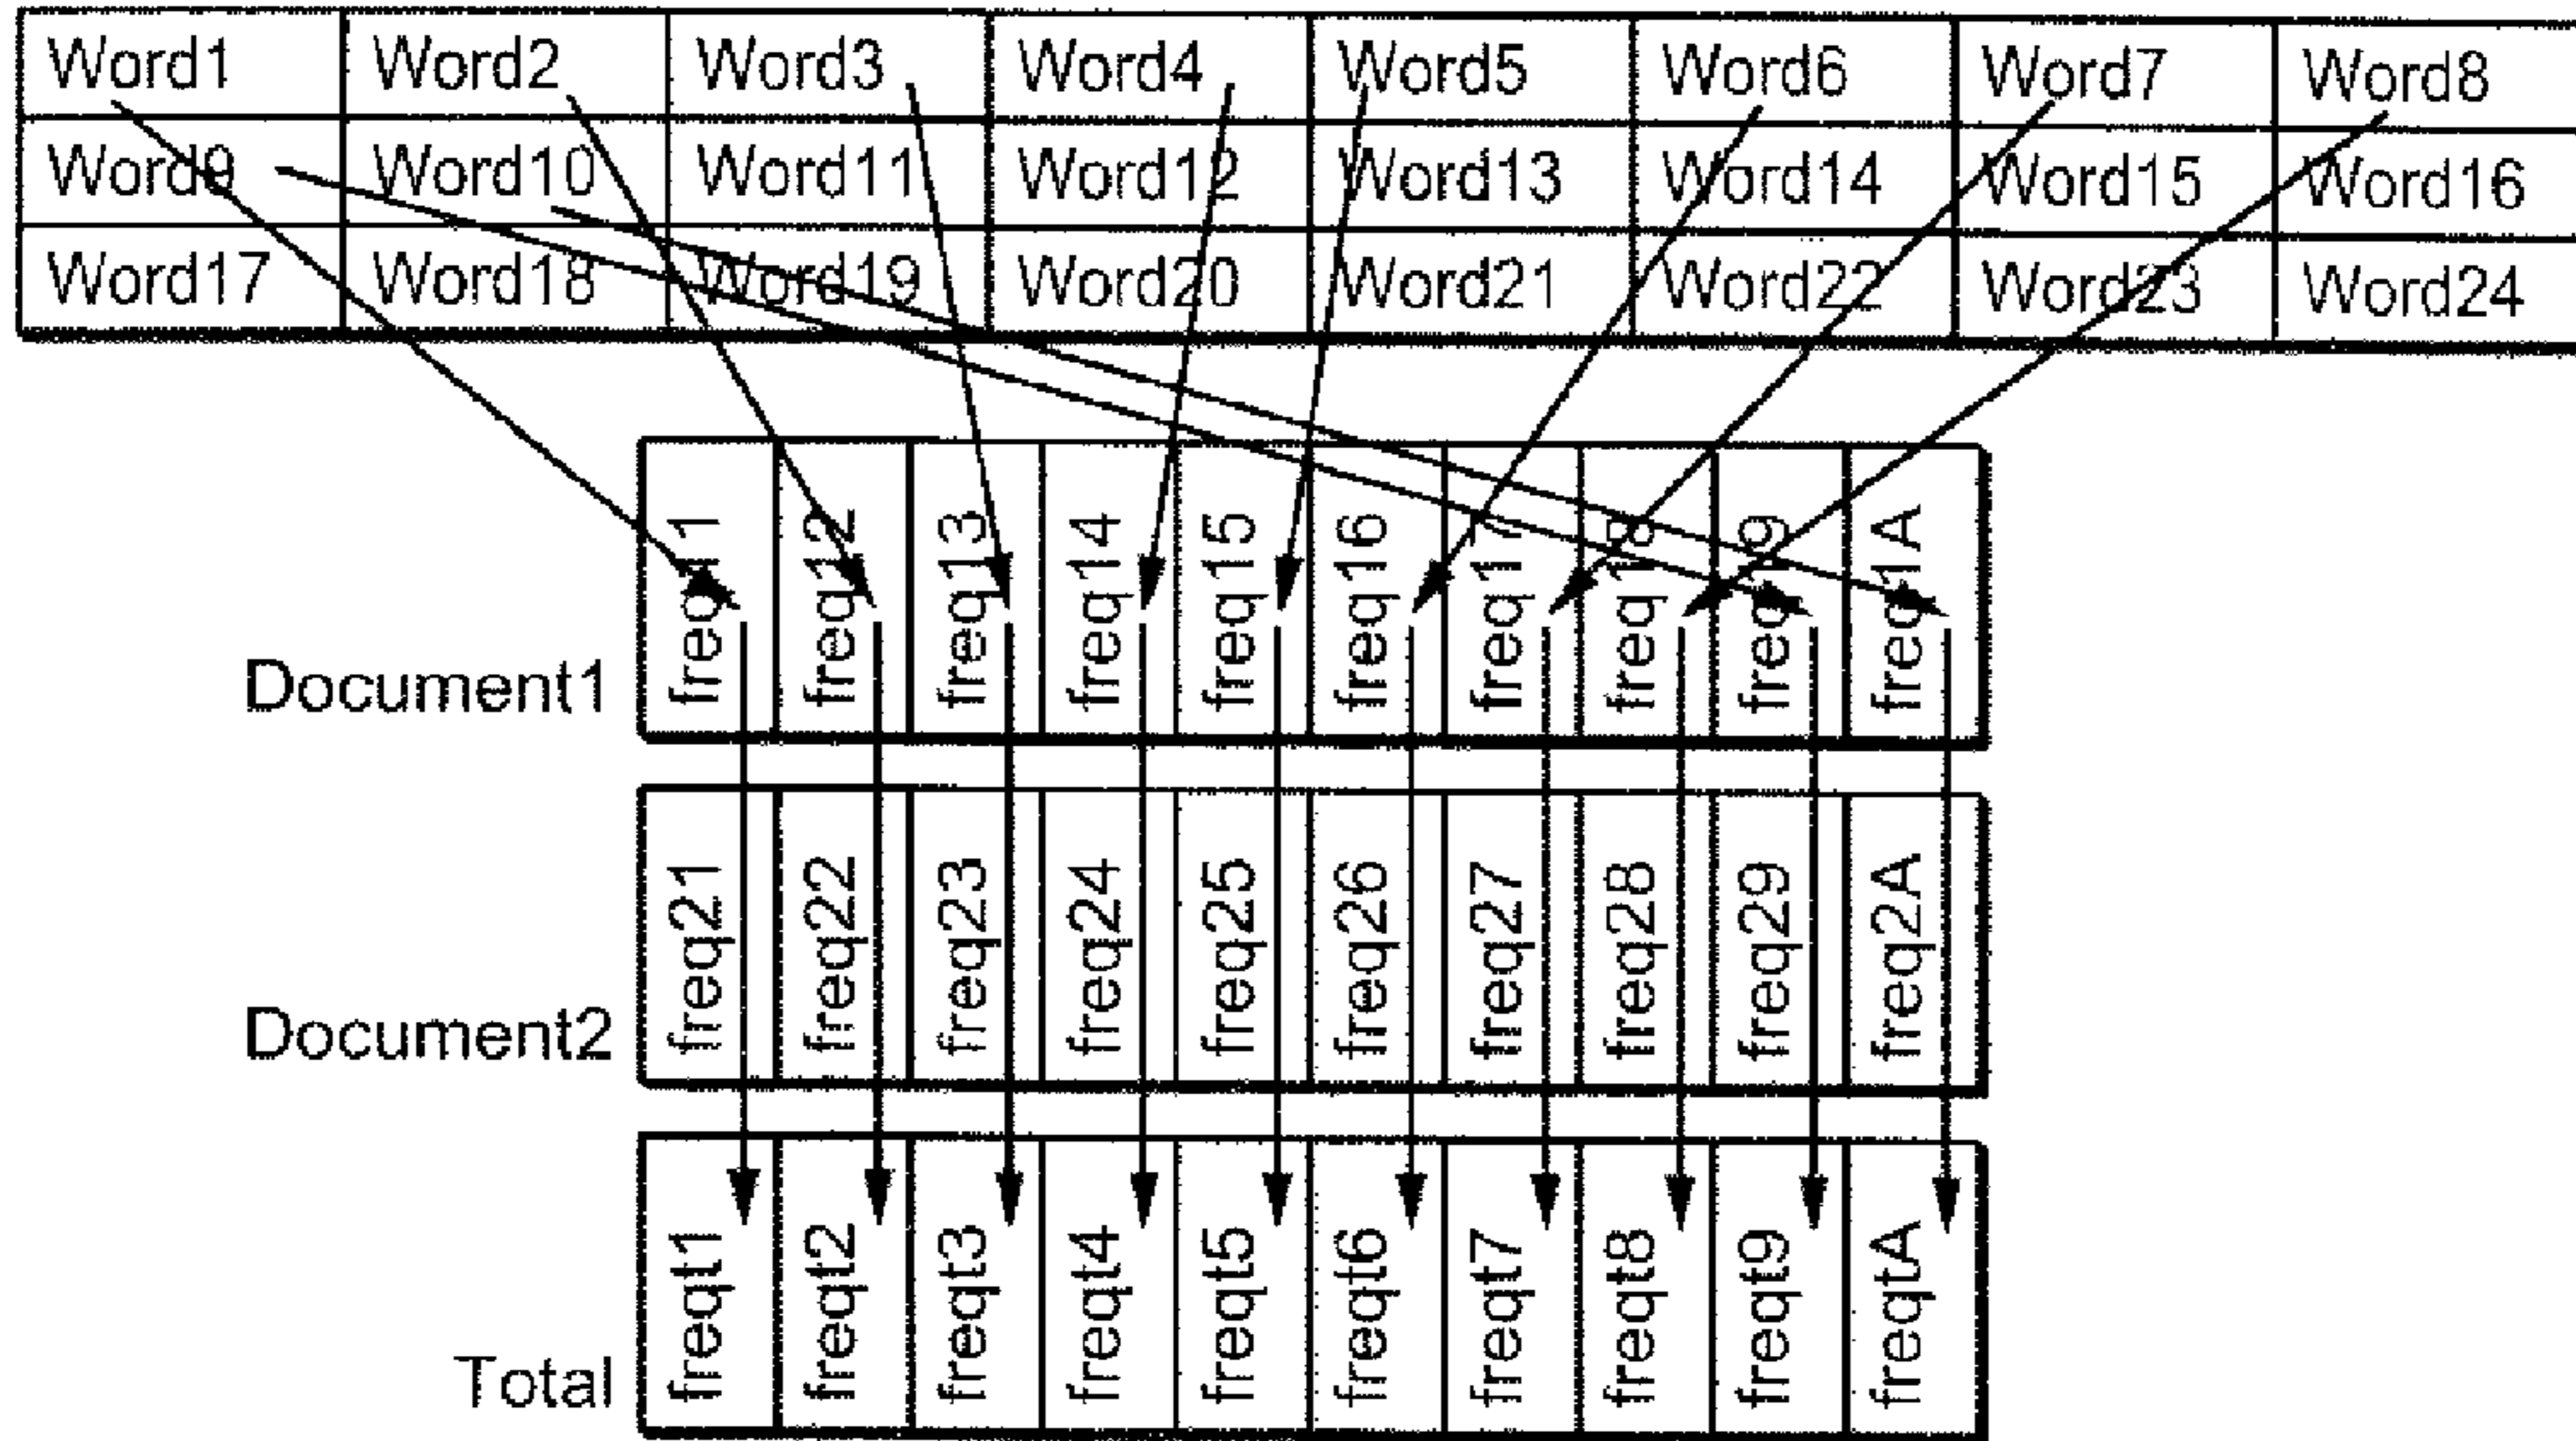 Word1 Word2 Word3 Word4 Word5 Word6 Word7 Word8
Word9 Word10 Word11 Word12 Word13 Word14 Word15 Word16
Word17 Word18 Word19 Word20 Word21 Word22 Word23 Word24
Document1 freq11 freq12 freq13 freq14 freq15 freq16 freq17 freq18 freq19 freq1A
Document2 freq21 freq22 freq23 freq24 freq25 freq26 freq27 freq28 freq29 freq2A
Total freqt1 freqt2 freqt3 freqt4 freqt5 freqt6 freqt7 freqt8 freqt9 freqtA